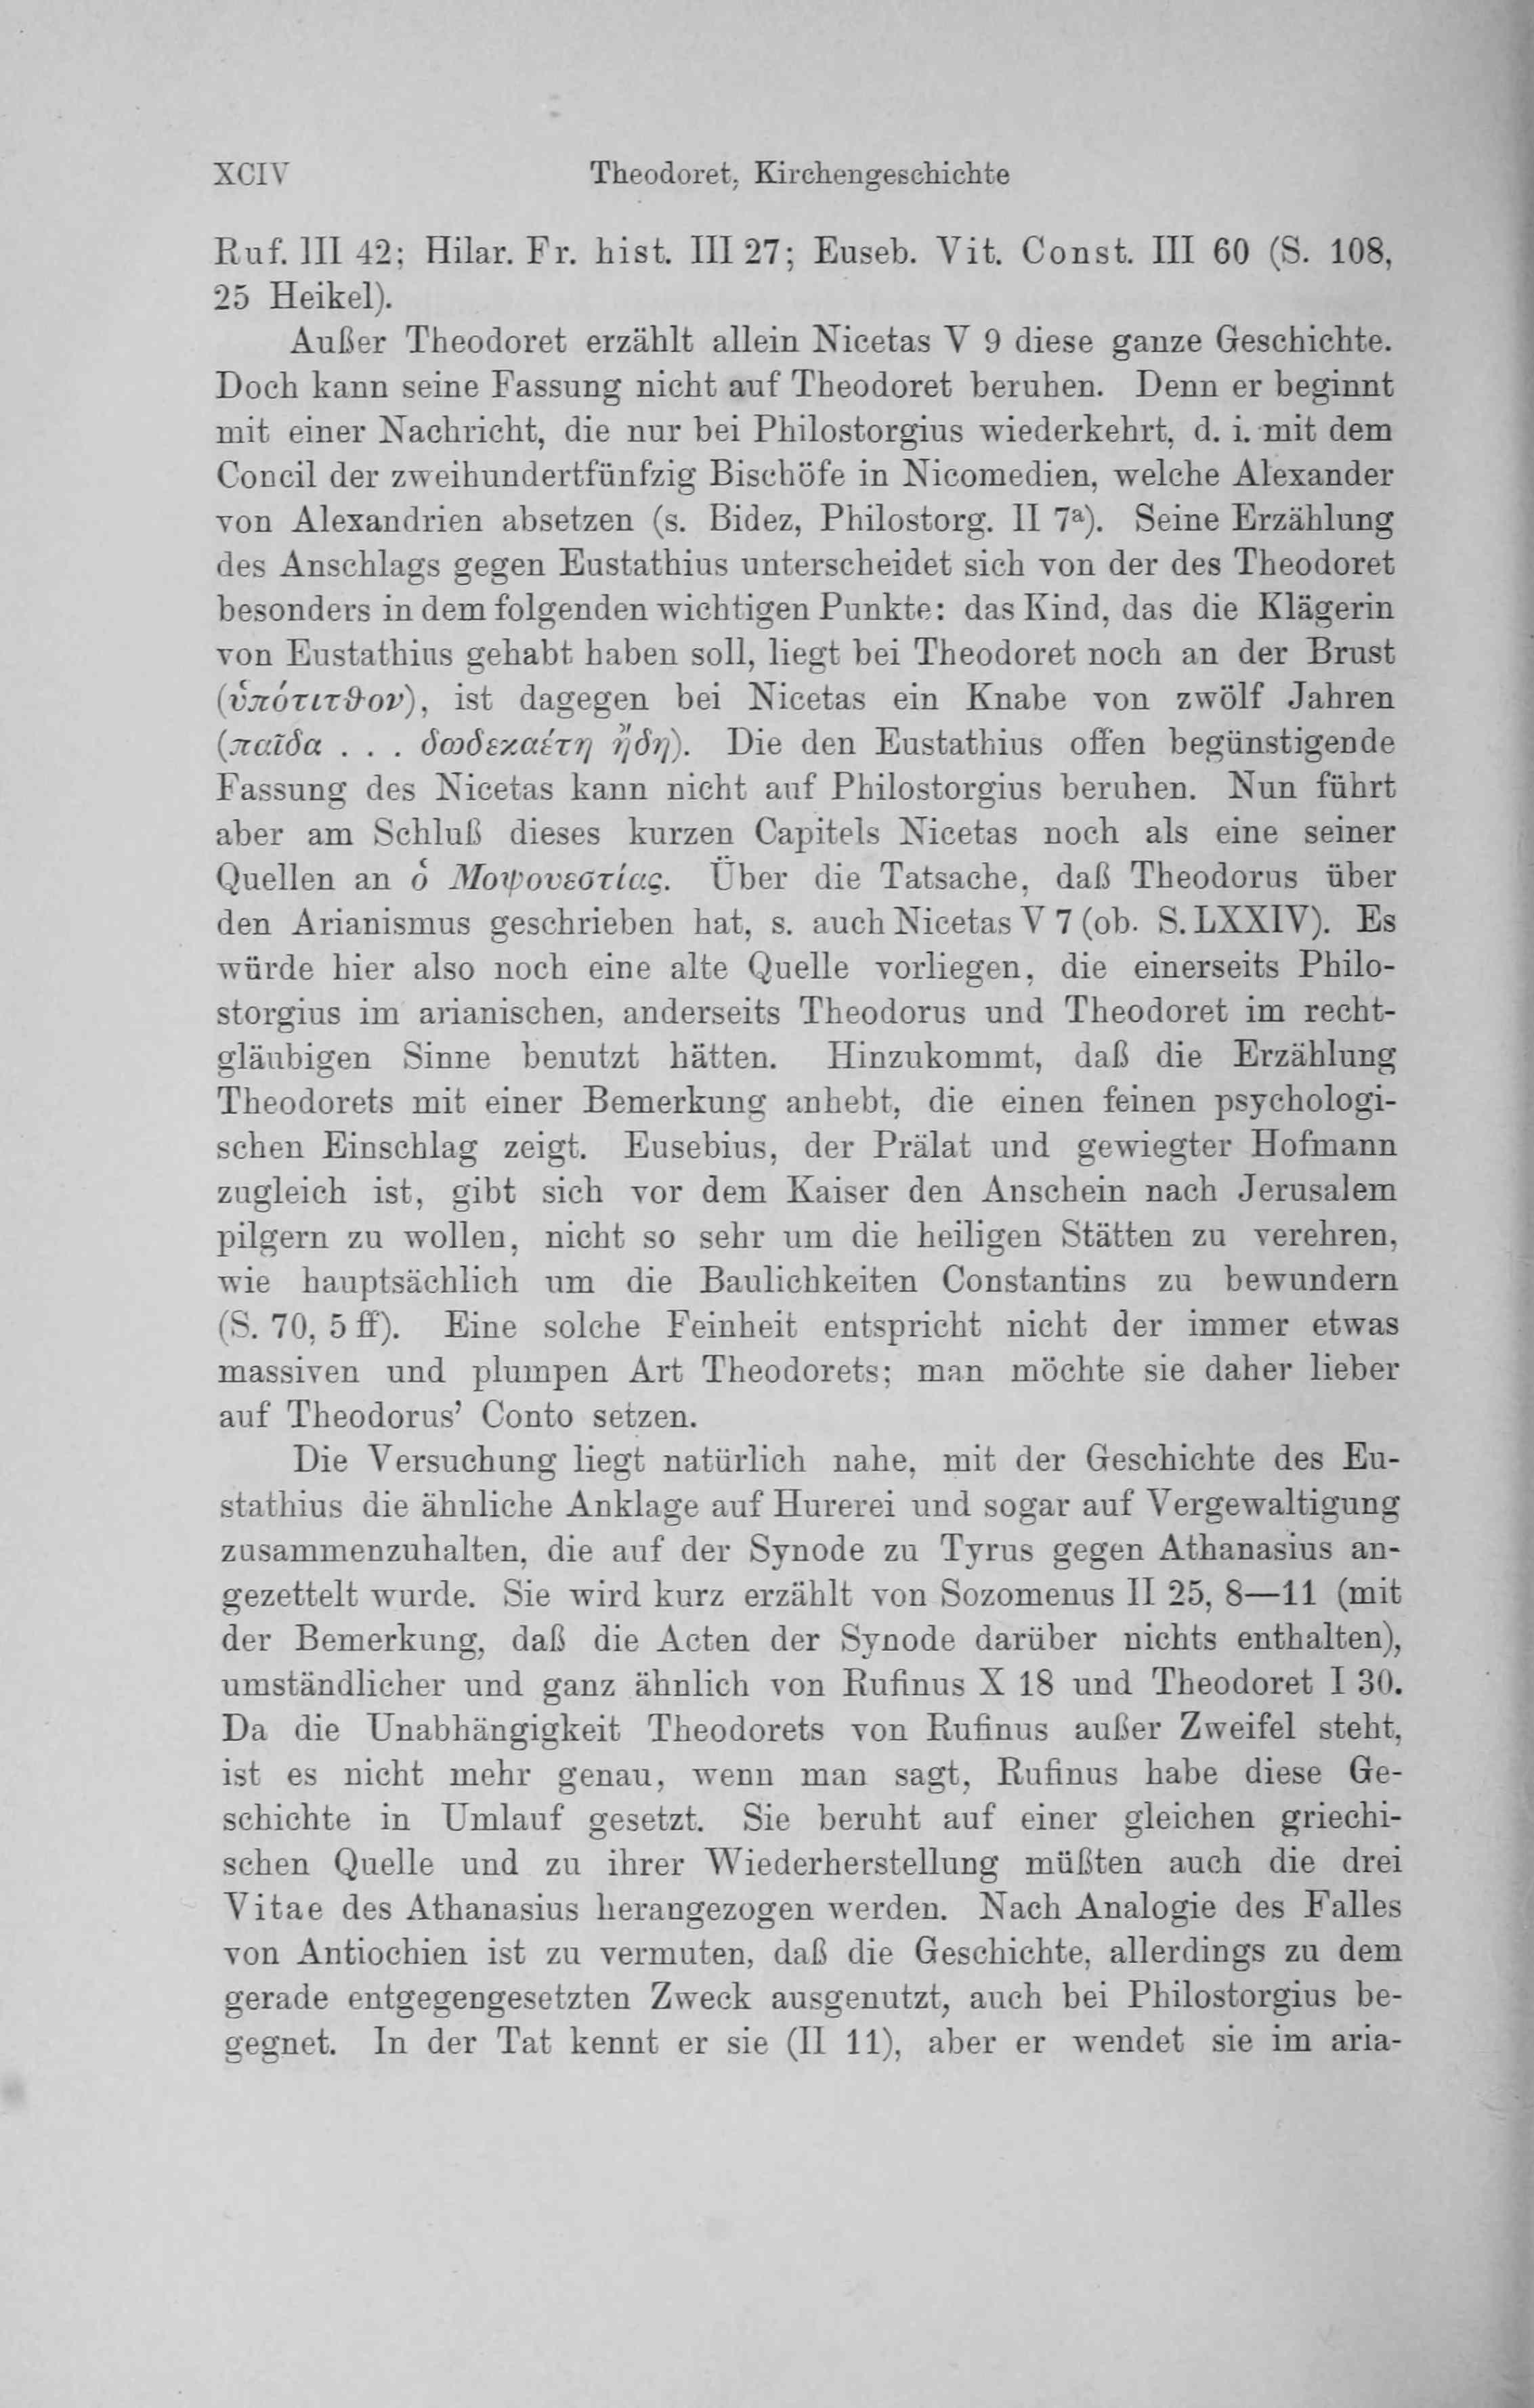 XCIV Theodoret, Kirchengeschichte
Ruf. III 42; Hilar. Fr. hist. III 27; Euseb. Vit. Const. III 60 (S. 108,
25 Heikel).
Außer Theodoret erzählt allein Nicetas V 9 diese ganze Geschichte.
Doch kann seine Fassung nicht auf Theodoret beruhen. Denn er beginnt
mit einer Nachricht, die nur bei Philostorgius wiederkehrt, d. i. mit dem
Concil der zweihundertfünfzig Bischöfe in Nicomedien, welche Alexander
von Alexandrien absetzen (s. Bidez, Philostorg. II 7ª). Seine Erzählung
des Anschlags gegen Eustathius unterscheidet sich von der des Theodoret
besonders in dem folgenden wichtigen Punkte: das Kind, das die Klägerin
von Eustathius gehabt haben soll, liegt bei Theodoret noch an der Brust
(ὑπότιτϑον), ist dagegen bei Nicetas ein Knabe von zwölf Jahren
(παῖδα . . . δωδεκαέτη ἤδη). Die den Eustathius offen begünstigende
Fassung des Nicetas kann nicht auf Philostorgius beruhen. Nun führt
aber am Schluß dieses kurzen Capitels Nicetas noch als eine seiner
Quellen an ὁ Μοψουεστίας. Über die Tatsache, daß Theodorus über
den Arianismus geschrieben hat, s. auch Nicetas V 7 (ob. S. LXXIV). Es
würde hier also noch eine alte Quelle vorliegen, die einerseits Philo-
storgius im arianischen, anderseits Theodorus und Theodoret im recht-
gläubigen Sinne benutzt hätten. Hinzukommt, daß die Erzählung
Theodorets mit einer Bemerkung anhebt, die einen feinen psychologi-
schen Einschlag zeigt. Eusebius, der Prälat und gewiegter Hofmann
zugleich ist, gibt sich vor dem Kaiser den Anschein nach Jerusalem
pilgern zu wollen, nicht so sehr um die heiligen Stätten zu verehren,
wie hauptsächlich um die Baulichkeiten Constantins zu bewundern
(S. 70, 5 ff). Eine solche Feinheit entspricht nicht der immer etwas
massiven und plumpen Art Theodorets; man möchte sie daher lieber
auf Theodorus’ Conto setzen.
Die Versuchung liegt natürlich nahe, mit der Geschichte des Eu-
stathius die ähnliche Anklage auf Hurerei und sogar auf Vergewaltigung
zusammenzuhalten, die auf der Synode zu Tyrus gegen Athanasius an-
gezettelt wurde. Sie wird kurz erzählt von Sozomenus II 25, 8—11 (mit
der Bemerkung, daß die Acten der Synode darüber nichts enthalten),
umständlicher und ganz ähnlich von Rufinus X 18 und Theodoret I 30.
Da die Unabhängigkeit Theodorets von Rufinus außer Zweifel steht,
ist es nicht mehr genau, wenn man sagt, Rufinus habe diese Ge-
schichte in Umlauf gesetzt. Sie beruht auf einer gleichen griechi-
schen Quelle und zu ihrer Wiederherstellung müßten auch die drei
Vitae des Athanasius herangezogen werden. Nach Analogie des Falles
von Antiochien ist zu vermuten, daß die Geschichte, allerdings zu dem
gerade entgegengesetzten Zweck ausgenutzt, auch bei Philostorgius be-
gegnet. In der Tat kennt er sie (II 11), aber er wendet sie im aria-